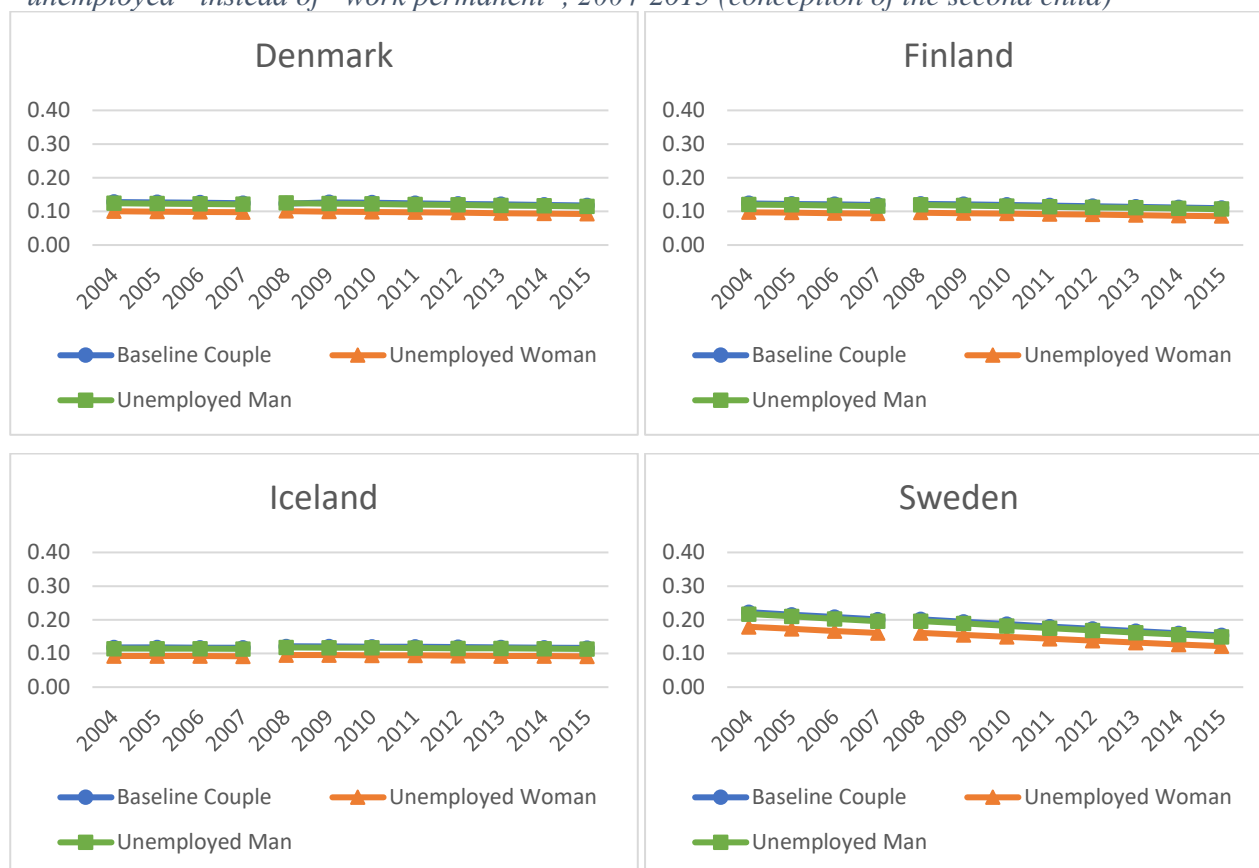 unemployed" instead of "work permanent", 2004-2015 (conception of the second child)
Denmark
0.40
0.30
0.20
0.10
0.00
2004 2005 2006 2007 2008 2009 2010 2011 2012 2013 2014 2015
Baseline Couple Unemployed Woman
Unemployed Man
Finland
0.40
0.30
0.20
0.10
0.00
2004 2005 2006 2007 2008 2009 2010 2011 2012 2013 2014 2015
Baseline Couple Unemployed Woman
Unemployed Man
Iceland
0.40
0.30
0.20
0.10
0.00
2004 2005 2006 2007 2008 2009 2010 2011 2012 2013 2014 2015
Baseline Couple Unemployed Woman
Unemployed Man
Sweden
0.40
0.30
0.20
0.10
0.00
2004 2005 2006 2007 2008 2009 2010 2011 2012 2013 2014 2015
Baseline Couple Unemployed Woman
Unemployed Man